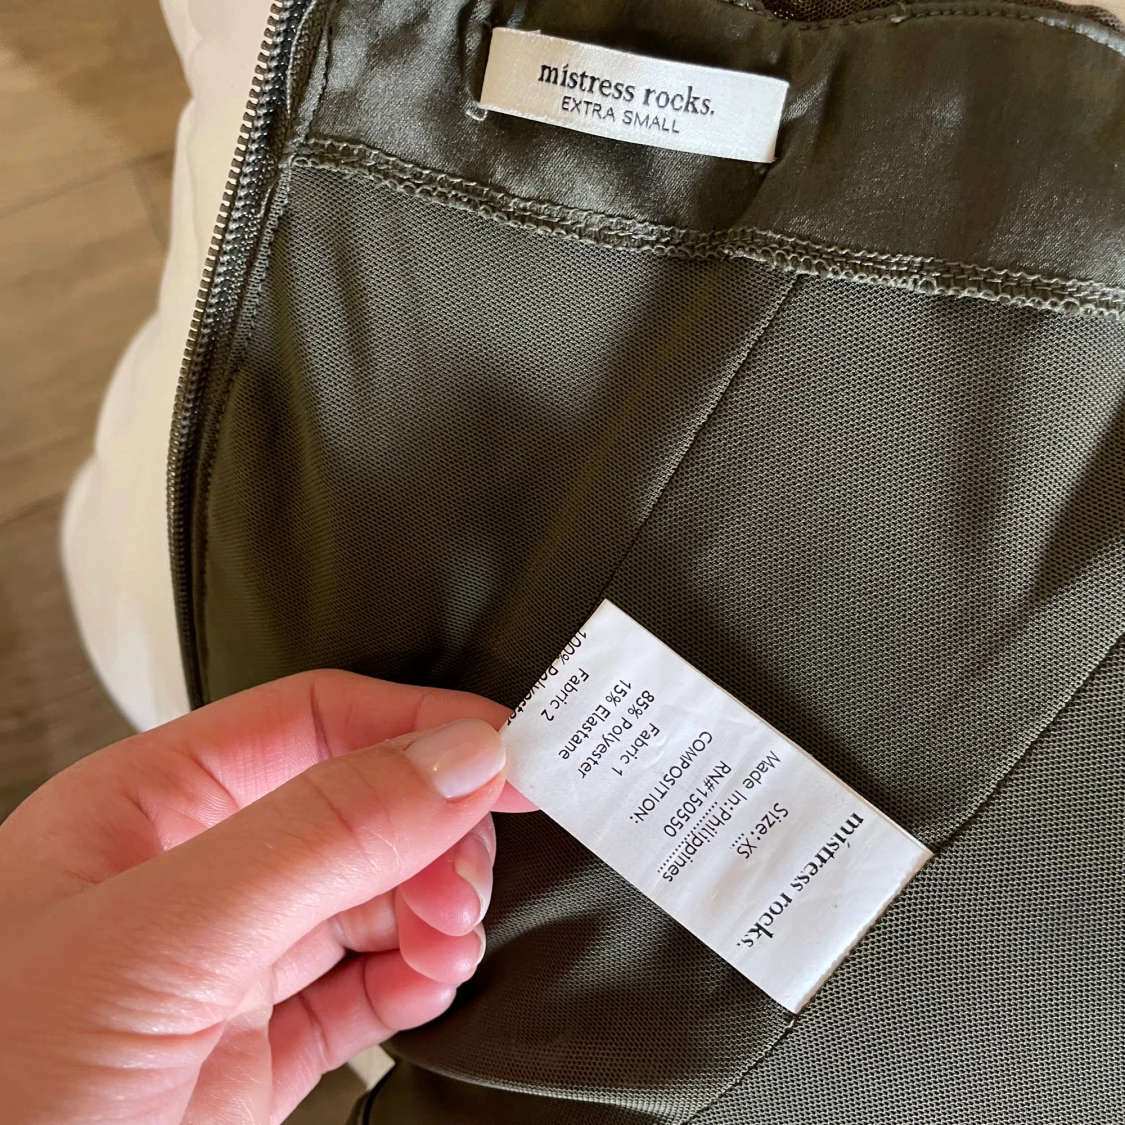 mistress rocks.
EXTRA SMALL
mistress rocks.
Size: XS
Made In:Philippines
RN#150550
COMPOSITION:
Fabric 1
85% Polyester
15% Elastane
Fabric 2
100% Polyester